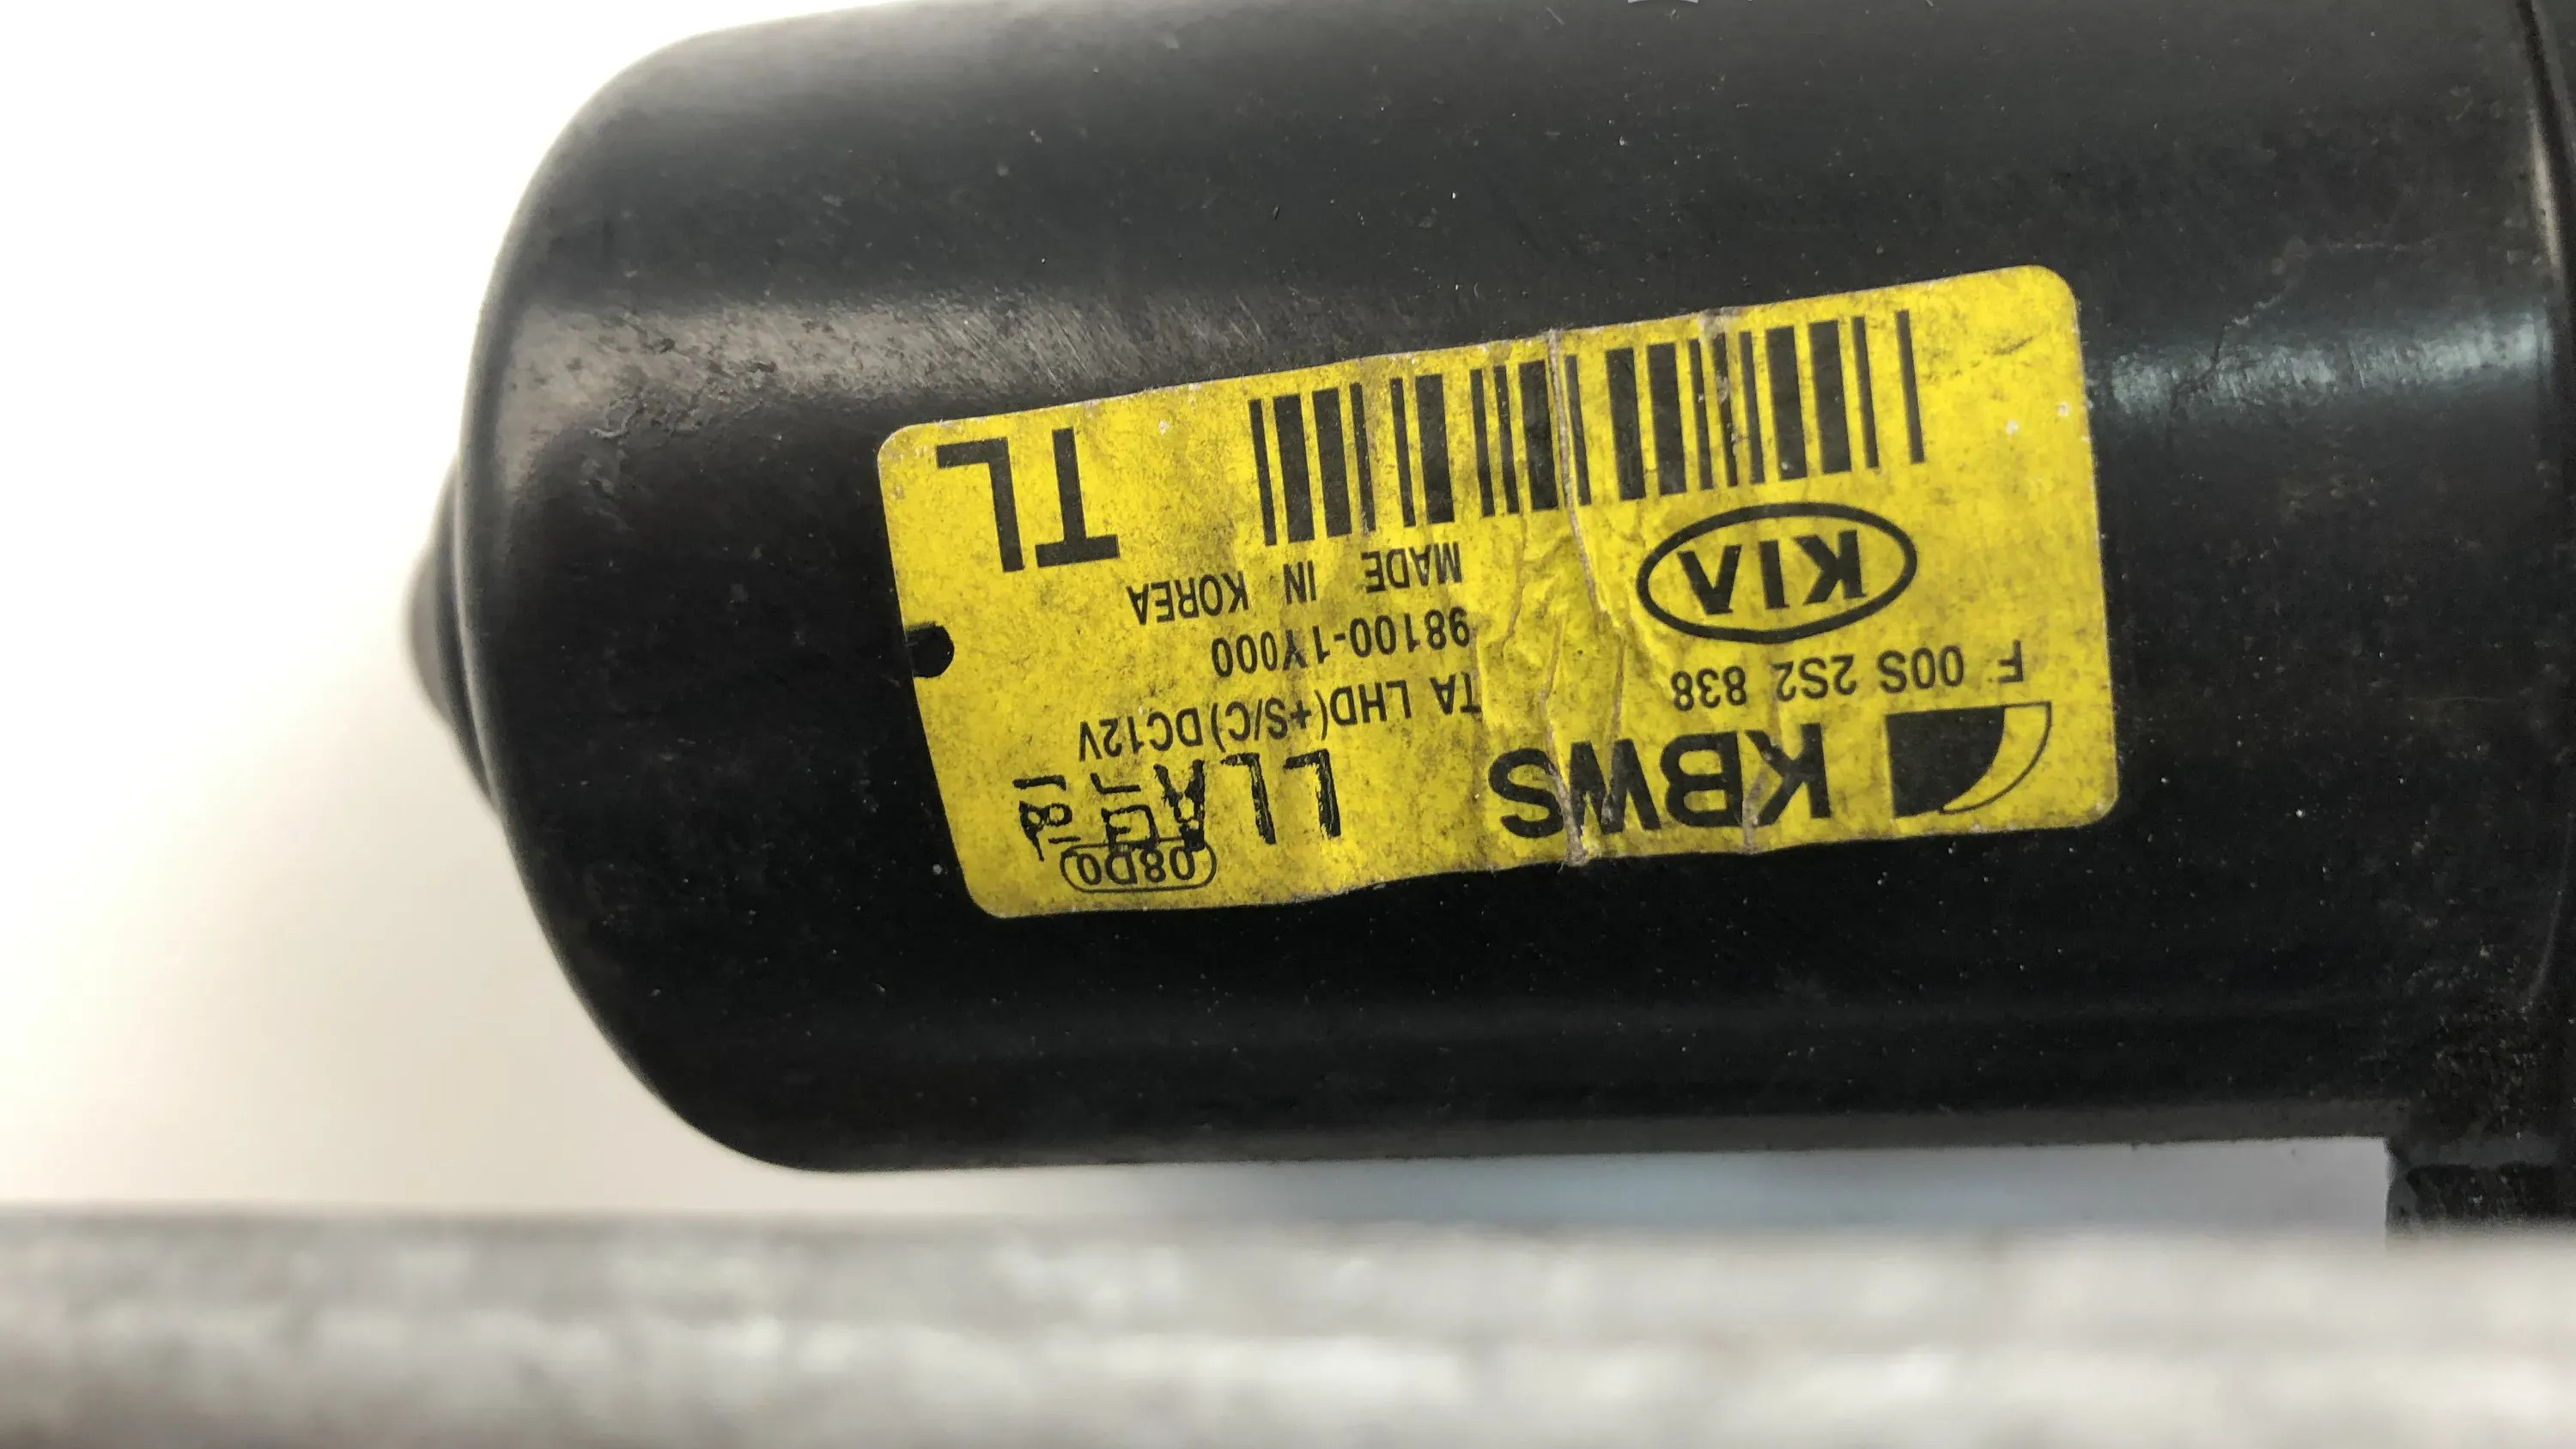 08D0
KBWS LLA
TA LHD(+S/C)DC12V
F 00S 2S2 838
98100-1Y000
KIA
MADE IN KOREA
TL